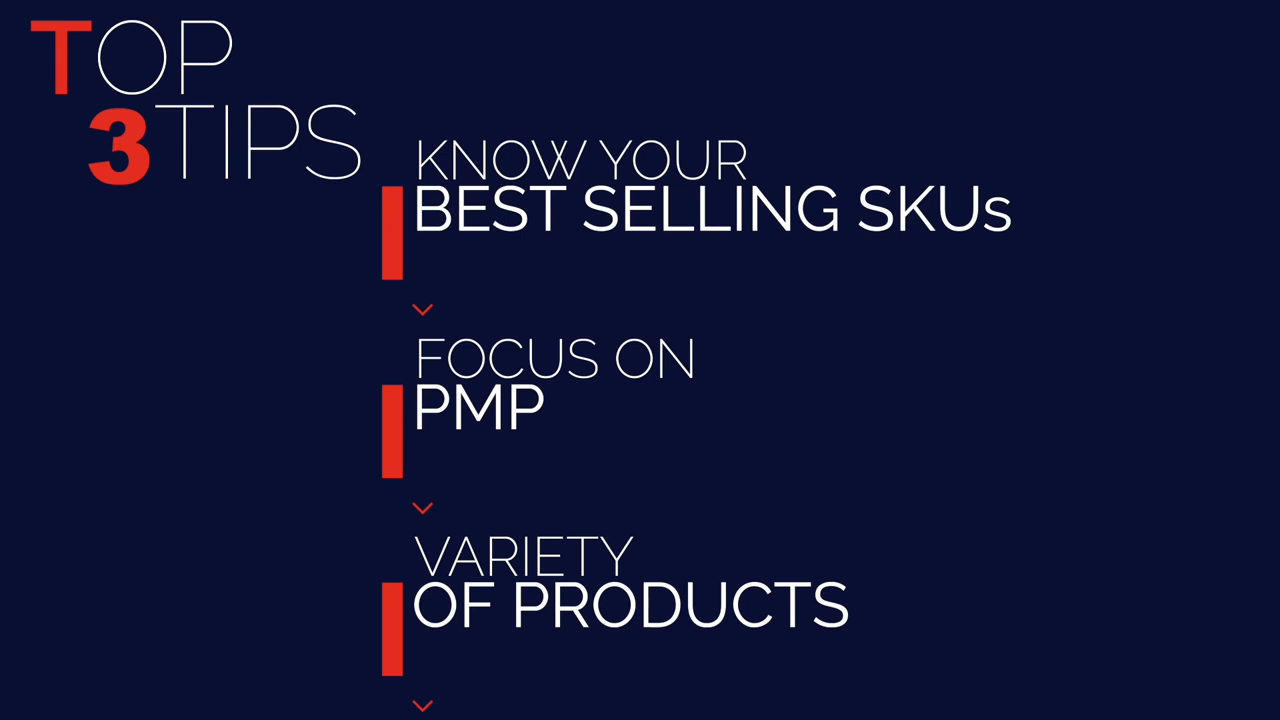 TOP
3TIPS
KNOW YOUR
BEST SELLING SKUs
FOCUS ON
PMP
VARIETY
OF PRODUCTS